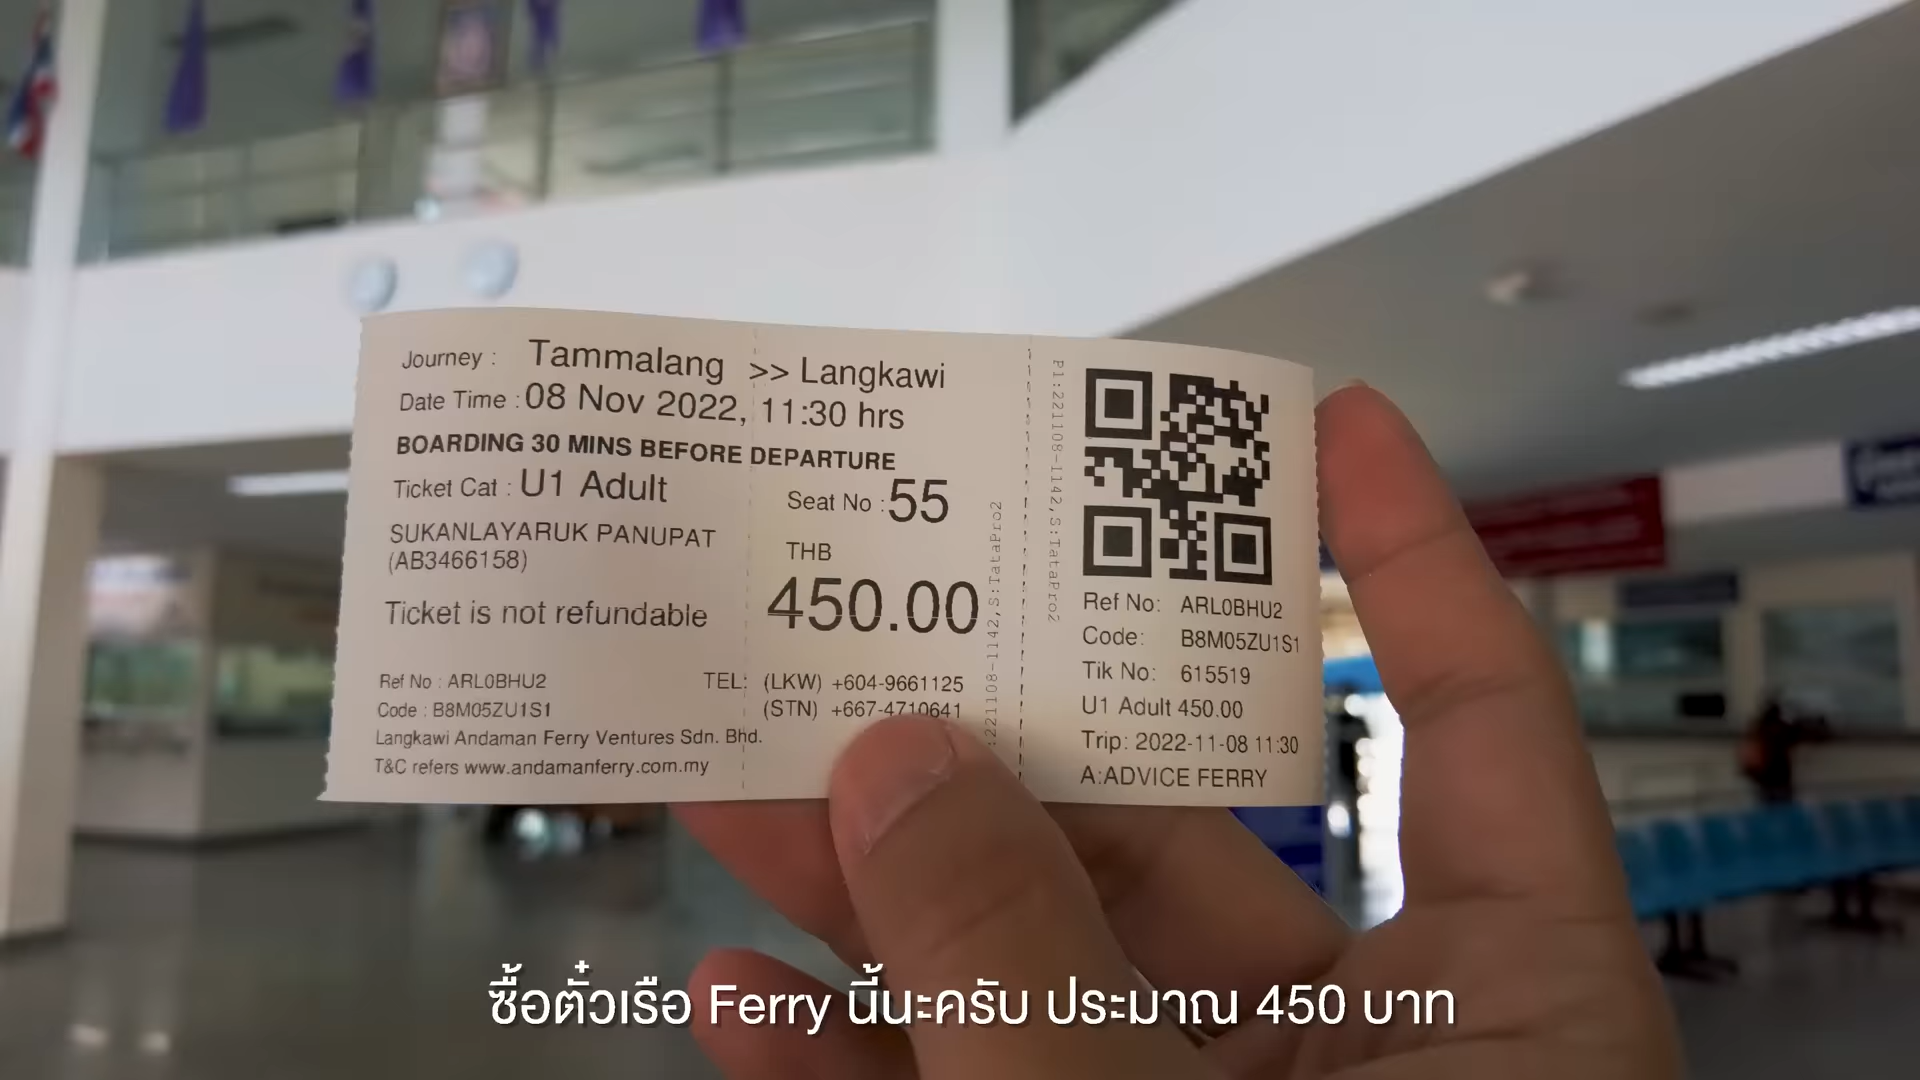 Journey : Tammalang >> Langkawi
Date Time : 08 Nov 2022, 11:30 hrs
BOARDING 30 MINS BEFORE DEPARTURE
Ticket Cat : U1 Adult
Seat No : 55
SUKANLAYARUK PANUPAT
(AB3466158)
THB
450.00
Ticket is not refundable
Ref No : ARL0BHU2
Code : B8M05ZU1S1
TEL: (LKW) +604-9661125
(STN) +667-4710641
Langkawi Andaman Ferry Ventures Sdn. Bhd.
T&C refers www.andamanferry.com.my
:221108-1142,S:TataPro2
P1:221108-1142,S:TataPro2
Ref No: ARL0BHU2
Code: B8M05ZU1S1
Tik No: 615519
U1 Adult 450.00
Trip: 2022-11-08 11:30
A:ADVICE FERRY
ซื้อตั๋วเรือ Ferry นี้นะครับ ประมาณ 450 บาท